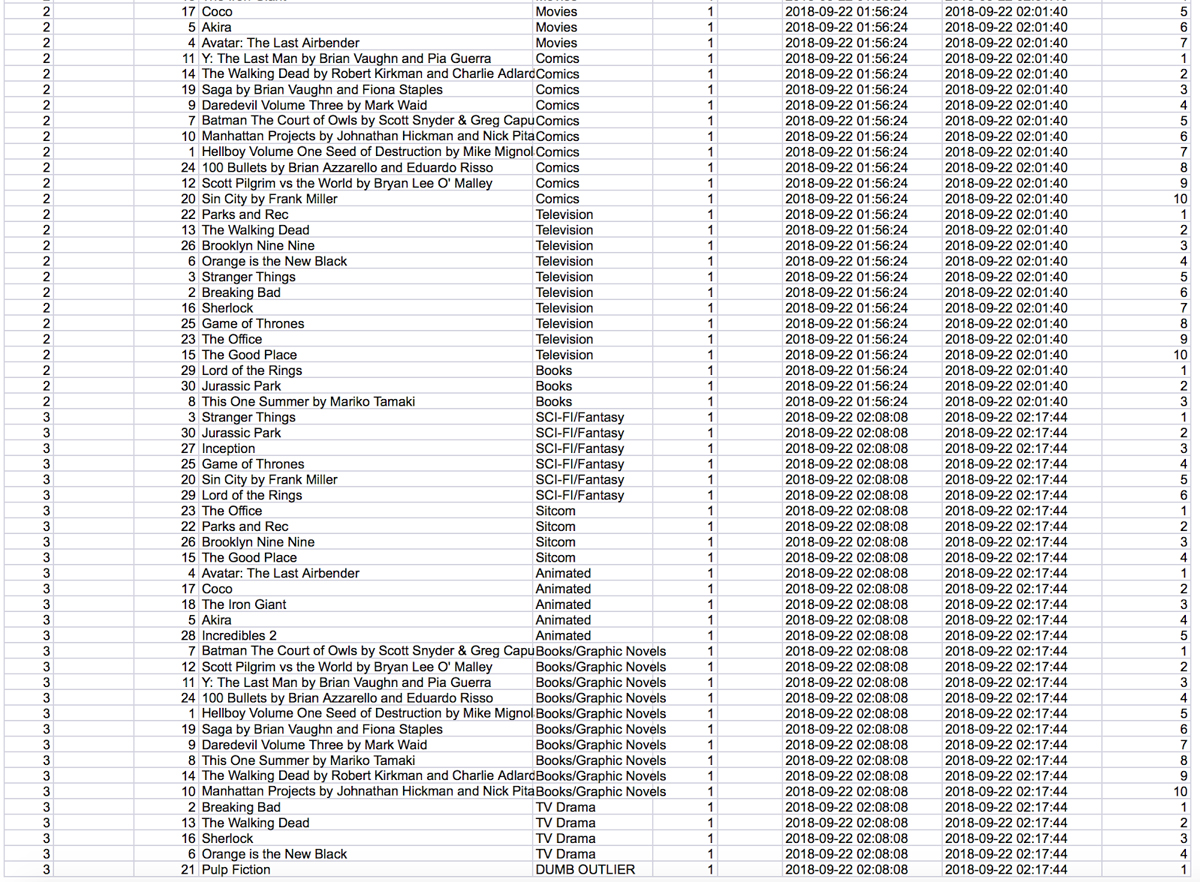 2 17 Coco Movies 1 2018-09-22 01:56:24 2018-09-22 02:01:40 5
2 5 Akira Movies 1 2018-09-22 01:56:24 2018-09-22 02:01:40 6
2 4 Avatar: The Last Airbender Movies 1 2018-09-22 01:56:24 2018-09-22 02:01:40 7
2 11 Y: The Last Man by Brian Vaughn and Pia Guerra Comics 1 2018-09-22 01:56:24 2018-09-22 02:01:40 1
2 14 The Walking Dead by Robert Kirkman and Charlie Adlard Comics 1 2018-09-22 01:56:24 2018-09-22 02:01:40 2
2 19 Saga by Brian Vaughn and Fiona Staples Comics 1 2018-09-22 01:56:24 2018-09-22 02:01:40 3
2 9 Daredevil Volume Three by Mark Waid Comics 1 2018-09-22 01:56:24 2018-09-22 02:01:40 4
2 7 Batman The Court of Owls by Scott Snyder & Greg Capu Comics 1 2018-09-22 01:56:24 2018-09-22 02:01:40 5
2 10 Manhattan Projects by Johnathan Hickman and Nick Pita Comics 1 2018-09-22 01:56:24 2018-09-22 02:01:40 6
2 1 Hellboy Volume One Seed of Destruction by Mike Mignol Comics 1 2018-09-22 01:56:24 2018-09-22 02:01:40 7
2 24 100 Bullets by Brian Azzarello and Eduardo Risso Comics 1 2018-09-22 01:56:24 2018-09-22 02:01:40 8
2 12 Scott Pilgrim vs the World by Bryan Lee O' Malley Comics 1 2018-09-22 01:56:24 2018-09-22 02:01:40 9
2 20 Sin City by Frank Miller Comics 1 2018-09-22 01:56:24 2018-09-22 02:01:40 10
2 22 Parks and Rec Television 1 2018-09-22 01:56:24 2018-09-22 02:01:40 1
2 13 The Walking Dead Television 1 2018-09-22 01:56:24 2018-09-22 02:01:40 2
2 26 Brooklyn Nine Nine Television 1 2018-09-22 01:56:24 2018-09-22 02:01:40 3
2 6 Orange is the New Black Television 1 2018-09-22 01:56:24 2018-09-22 02:01:40 4
2 3 Stranger Things Television 1 2018-09-22 01:56:24 2018-09-22 02:01:40 5
2 2 Breaking Bad Television 1 2018-09-22 01:56:24 2018-09-22 02:01:40 6
2 16 Sherlock Television 1 2018-09-22 01:56:24 2018-09-22 02:01:40 7
2 25 Game of Thrones Television 1 2018-09-22 01:56:24 2018-09-22 02:01:40 8
2 23 The Office Television 1 2018-09-22 01:56:24 2018-09-22 02:01:40 9
2 15 The Good Place Television 1 2018-09-22 01:56:24 2018-09-22 02:01:40 10
2 29 Lord of the Rings Books 1 2018-09-22 01:56:24 2018-09-22 02:01:40 1
2 30 Jurassic Park Books 1 2018-09-22 01:56:24 2018-09-22 02:01:40 2
2 8 This One Summer by Mariko Tamaki Books 1 2018-09-22 01:56:24 2018-09-22 02:01:40 3
3 3 Stranger Things SCI-FI/Fantasy 1 2018-09-22 02:08:08 2018-09-22 02:17:44 1
3 30 Jurassic Park SCI-FI/Fantasy 1 2018-09-22 02:08:08 2018-09-22 02:17:44 2
3 27 Inception SCI-FI/Fantasy 1 2018-09-22 02:08:08 2018-09-22 02:17:44 3
3 25 Game of Thrones SCI-FI/Fantasy 1 2018-09-22 02:08:08 2018-09-22 02:17:44 4
3 20 Sin City by Frank Miller SCI-FI/Fantasy 1 2018-09-22 02:08:08 2018-09-22 02:17:44 5
3 29 Lord of the Rings SCI-FI/Fantasy 1 2018-09-22 02:08:08 2018-09-22 02:17:44 6
3 23 The Office Sitcom 1 2018-09-22 02:08:08 2018-09-22 02:17:44 1
3 22 Parks and Rec Sitcom 1 2018-09-22 02:08:08 2018-09-22 02:17:44 2
3 26 Brooklyn Nine Nine Sitcom 1 2018-09-22 02:08:08 2018-09-22 02:17:44 3
3 15 The Good Place Sitcom 1 2018-09-22 02:08:08 2018-09-22 02:17:44 4
3 4 Avatar: The Last Airbender Animated 1 2018-09-22 02:08:08 2018-09-22 02:17:44 1
3 17 Coco Animated 1 2018-09-22 02:08:08 2018-09-22 02:17:44 2
3 18 The Iron Giant Animated 1 2018-09-22 02:08:08 2018-09-22 02:17:44 3
3 5 Akira Animated 1 2018-09-22 02:08:08 2018-09-22 02:17:44 4
3 28 Incredibles 2 Animated 1 2018-09-22 02:08:08 2018-09-22 02:17:44 5
3 7 Batman The Court of Owls by Scott Snyder & Greg Capu Books/Graphic Novels 1 2018-09-22 02:08:08 2018-09-22 02:17:44 1
3 12 Scott Pilgrim vs the World by Bryan Lee O' Malley Books/Graphic Novels 1 2018-09-22 02:08:08 2018-09-22 02:17:44 2
3 11 Y: The Last Man by Brian Vaughn and Pia Guerra Books/Graphic Novels 1 2018-09-22 02:08:08 2018-09-22 02:17:44 3
3 24 100 Bullets by Brian Azzarello and Eduardo Risso Books/Graphic Novels 1 2018-09-22 02:08:08 2018-09-22 02:17:44 4
3 1 Hellboy Volume One Seed of Destruction by Mike Mignol Books/Graphic Novels 1 2018-09-22 02:08:08 2018-09-22 02:17:44 5
3 19 Saga by Brian Vaughn and Fiona Staples Books/Graphic Novels 1 2018-09-22 02:08:08 2018-09-22 02:17:44 6
3 9 Daredevil Volume Three by Mark Waid Books/Graphic Novels 1 2018-09-22 02:08:08 2018-09-22 02:17:44 7
3 8 This One Summer by Mariko Tamaki Books/Graphic Novels 1 2018-09-22 02:08:08 2018-09-22 02:17:44 8
3 14 The Walking Dead by Robert Kirkman and Charlie Adlard Books/Graphic Novels 1 2018-09-22 02:08:08 2018-09-22 02:17:44 9
3 10 Manhattan Projects by Johnathan Hickman and Nick Pita Books/Graphic Novels 1 2018-09-22 02:08:08 2018-09-22 02:17:44 10
3 2 Breaking Bad TV Drama 1 2018-09-22 02:08:08 2018-09-22 02:17:44 1
3 13 The Walking Dead TV Drama 1 2018-09-22 02:08:08 2018-09-22 02:17:44 2
3 16 Sherlock TV Drama 1 2018-09-22 02:08:08 2018-09-22 02:17:44 3
3 6 Orange is the New Black TV Drama 1 2018-09-22 02:08:08 2018-09-22 02:17:44 4
3 21 Pulp Fiction DUMB OUTLIER 1 2018-09-22 02:08:08 2018-09-22 02:17:44 1